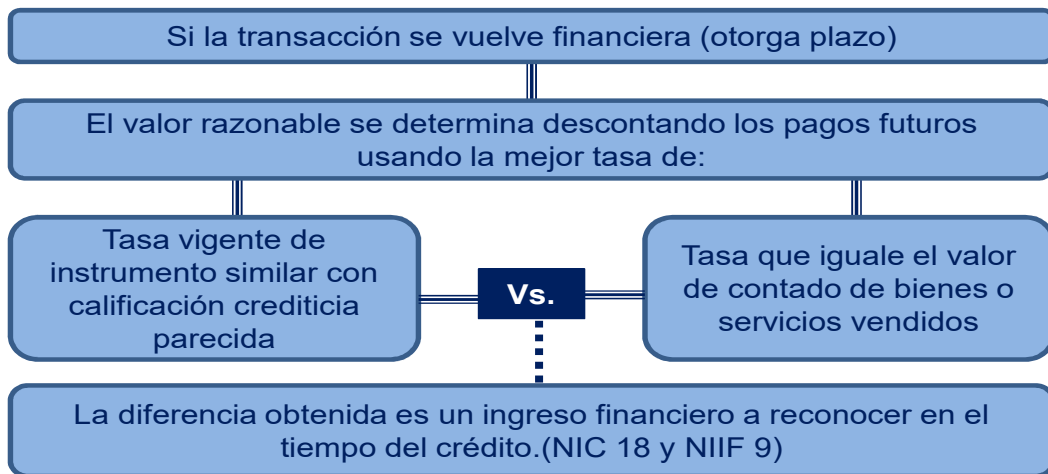 Si la transacción se vuelve financiera (otorga plazo)
El valor razonable se determina descontando los pagos futuros
usando la mejor tasa de:
Tasa vigente de
instrumento similar con
calificación crediticia
parecida
Vs.
Tasa que iguale el valor
de contado de bienes o
servicios vendidos
La diferencia obtenida es un ingreso financiero a reconocer en el
tiempo del crédito.(NIC 18 y NIIF 9)